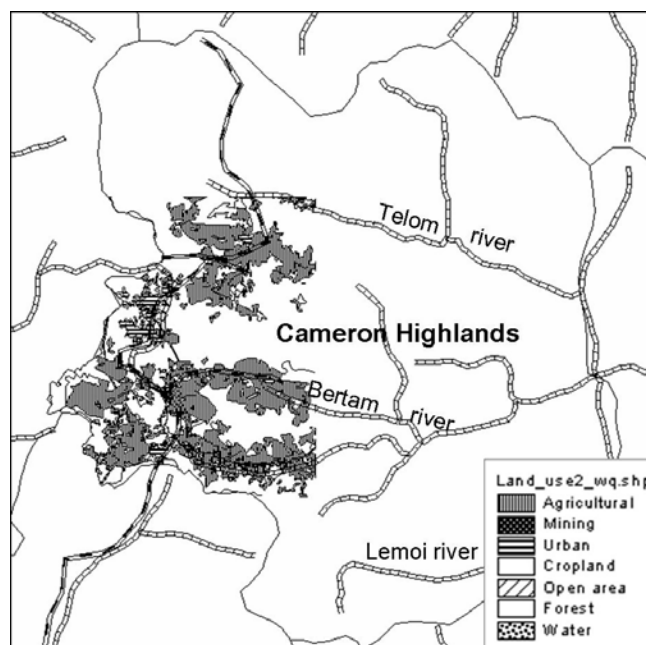 Telom river
Cameron Highlands
Bertam river
Lemoi river
Land_use2_wq.shp
Agricultural
Mining
Urban
Cropland
Open area
Forest
Water